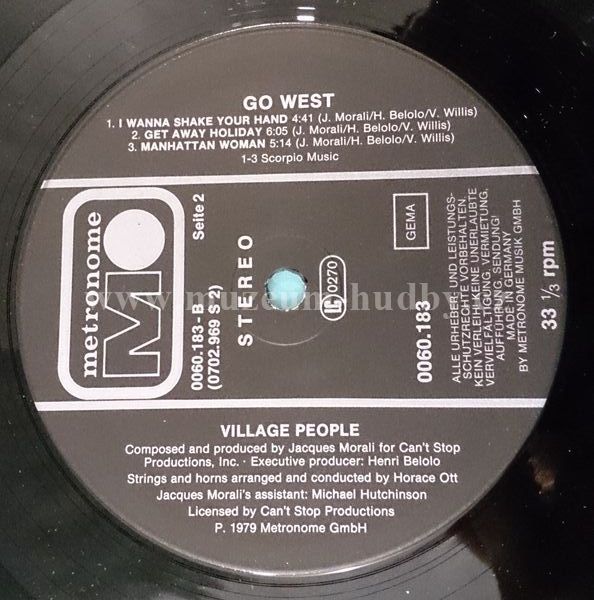 GO WEST
1. I WANNA SHAKE YOUR HAND 4:41 (J. Morali/H. Belolo/V. Willis)
2. GET AWAY HOLIDAY 6:05 (J. Morali/H. Belolo/V. Willis)
3. MANHATTAN WOMAN 5:14 (J. Morali/H. Belolo/V. Willis)
1-3 Scorpio Music
metronome
0060.183 - B
(0702.969 S 2)
Seite 2
STEREO
LE 0270
GEMA
0060.183
ALLE URHEBER- UND LEISTUNGS-
SCHUTZRECHTE VORBEHALTEN.
KEIN VERLEIH! KEINE UNERLAUBTE
VERVIELFÄLTIGUNG, VERMIETUNG,
AUFFÜHRUNG, SENDUNG!
MADE IN GERMANY
BY METRONOME MUSIK GMBH
33 1/3 rpm
VILLAGE PEOPLE
Composed and produced by Jacques Morali for Can't Stop
Productions, Inc. · Executive producer: Henri Belolo
Strings and horns arranged and conducted by Horace Ott
Jacques Morali's assistant: Michael Hutchinson
Licensed by Can't Stop Productions
P. 1979 Metronome GmbH